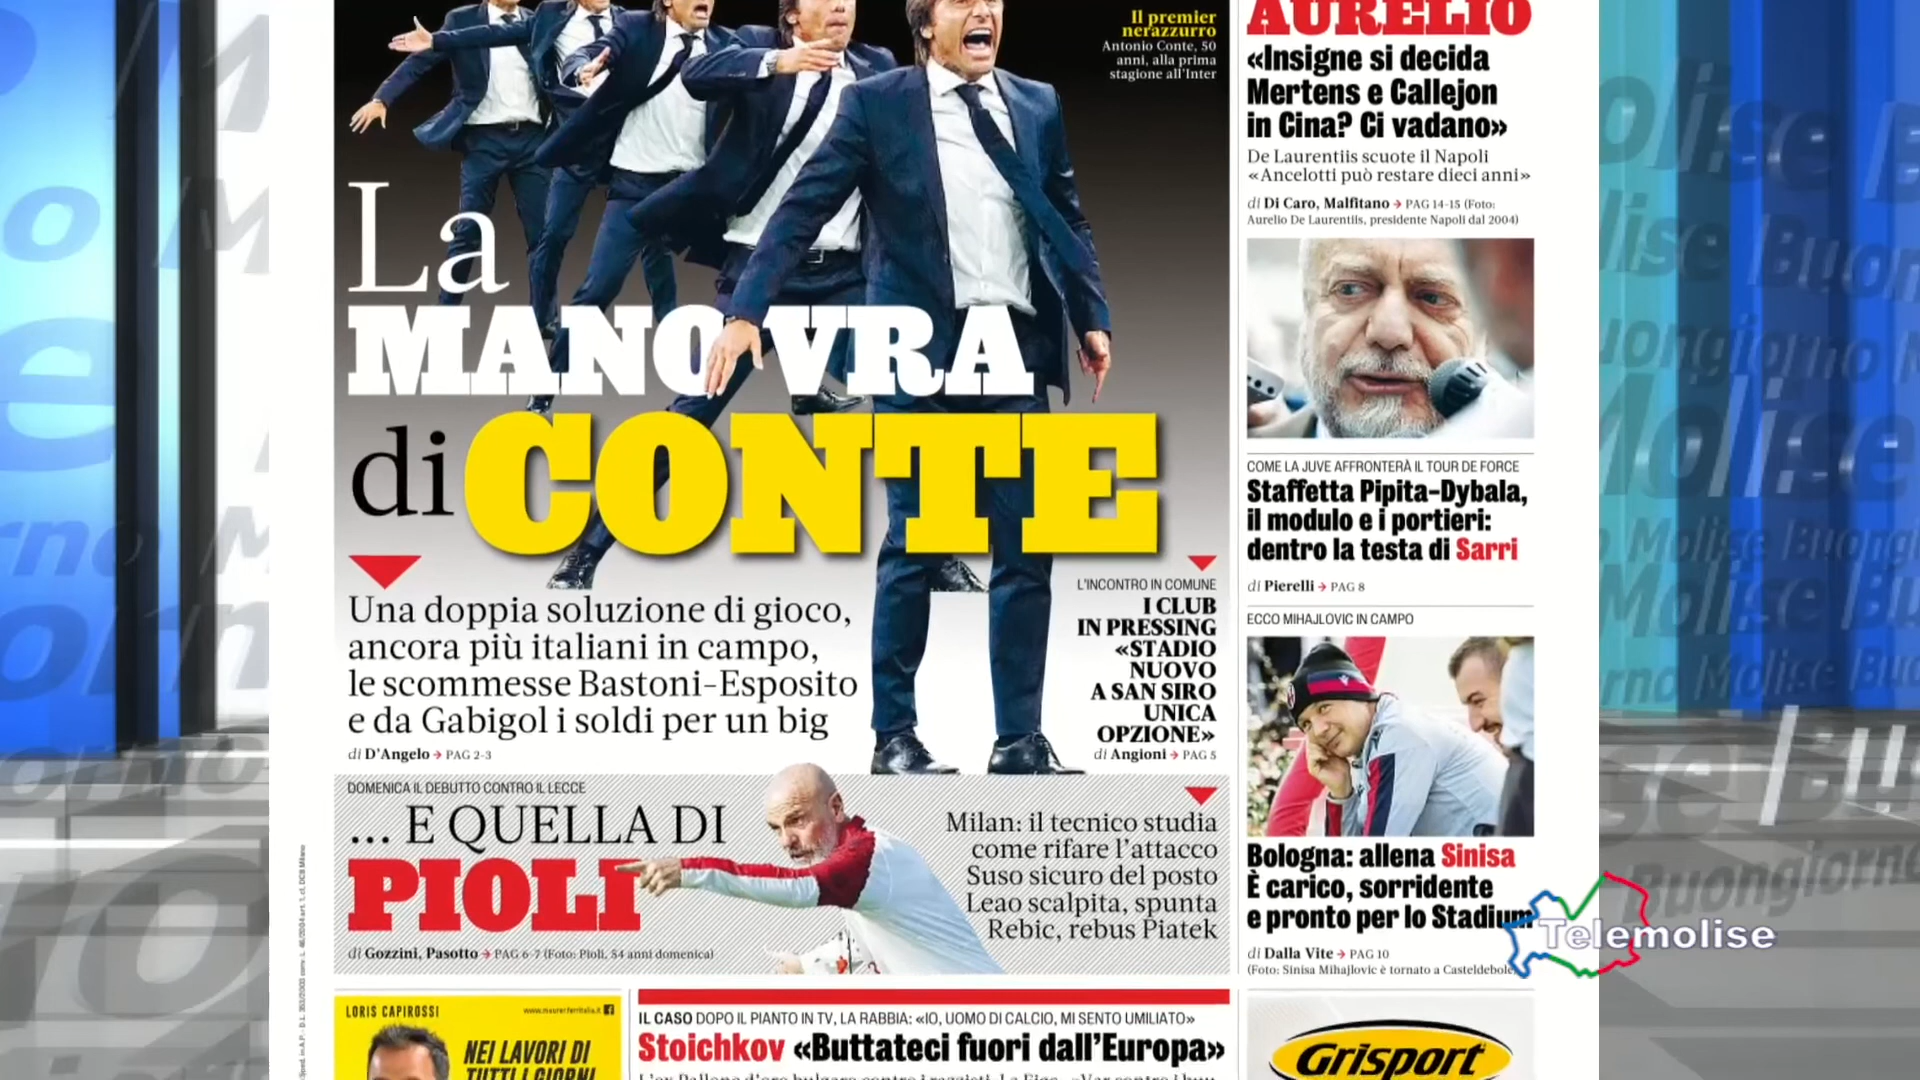 Il premier
nerazzurro
Antonio Conte, 50
anni, alla prima
stagione all'Inter
La
MANOVRA
di CONTE
Una doppia soluzione di gioco,
ancora più italiani in campo,
le scommesse Bastoni-Esposito
e da Gabigol i soldi per un big
di D'Angelo → PAG 2-3
L'INCONTRO IN COMUNE
I CLUB
IN PRESSING
«STADIO
NUOVO
A SAN SIRO
UNICA
OPZIONE»
di Angioni → PAG 5
DOMENICA IL DEBUTTO CONTRO IL LECCE
... E QUELLA DI
PIOLI
di Gozzini, Pasotto → PAG 6-7 (Foto: Pioli, 54 anni domenica)
Milan: il tecnico studia
come rifare l'attacco
Suso sicuro del posto
Leao scalpita, spunta
Rebic, rebus Piatek
AURELIO
«Insigne si decida
Mertens e Callejon
in Cina? Ci vadano»
De Laurentiis scuote il Napoli
«Ancelotti può restare dieci anni»
di Di Caro, Malfitano → PAG 14-15 (Foto:
Aurelio De Laurentiis, presidente Napoli dal 2004)
COME LA JUVE AFFRONTERÀ IL TOUR DE FORCE
Staffetta Pipita-Dybala,
il modulo e i portieri:
dentro la testa di Sarri
di Pierelli → PAG 8
ECCO MIHAJLOVIC IN CAMPO
Bologna: allena Sinisa
È carico, sorridente
e pronto per lo Stadium
di Dalla Vite → PAG 10
(Foto: Sinisa Mihajlovic è tornato a Casteldebole
Telemolise
LORIS CAPIROSSI
www.maurerferritalia.it
NEI LAVORI DI
TUTTI I GIORNI
IL CASO DOPO IL PIANTO IN TV, LA RABBIA: «IO, UOMO DI CALCIO, MI SENTO UMILIATO»
Stoichkov «Buttateci fuori dall'Europa»
Grisport
Buongiorno Molise